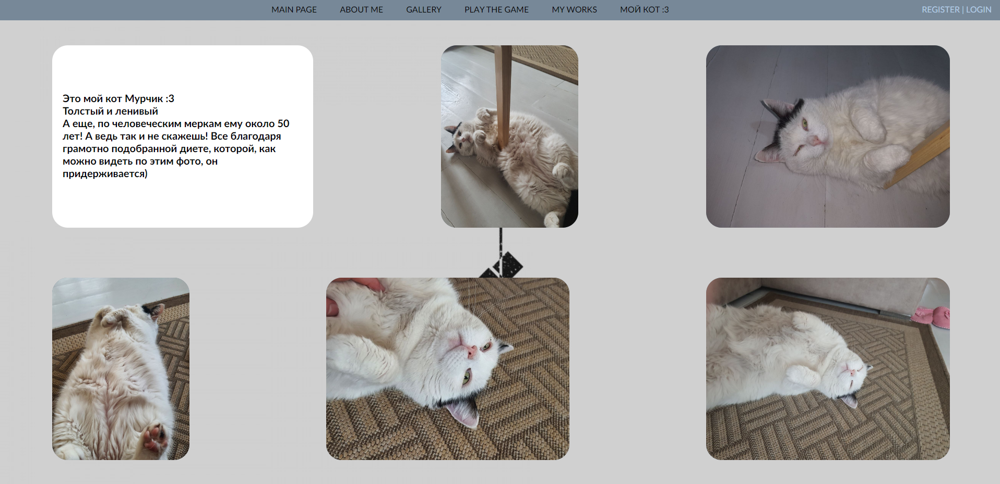 MAIN PAGE ABOUT ME GALLERY PLAY THE GAME MY WORKS МОЙ КОТ :3 REGISTER | LOGIN
Это мой кот Мурчик :3
Толстый и ленивый
А еще, по человеческим меркам ему около 50
лет! А ведь так и не скажешь! Все благодаря
грамотно подобранной диете, которой, как
можно видеть по этим фото, он
придерживается)